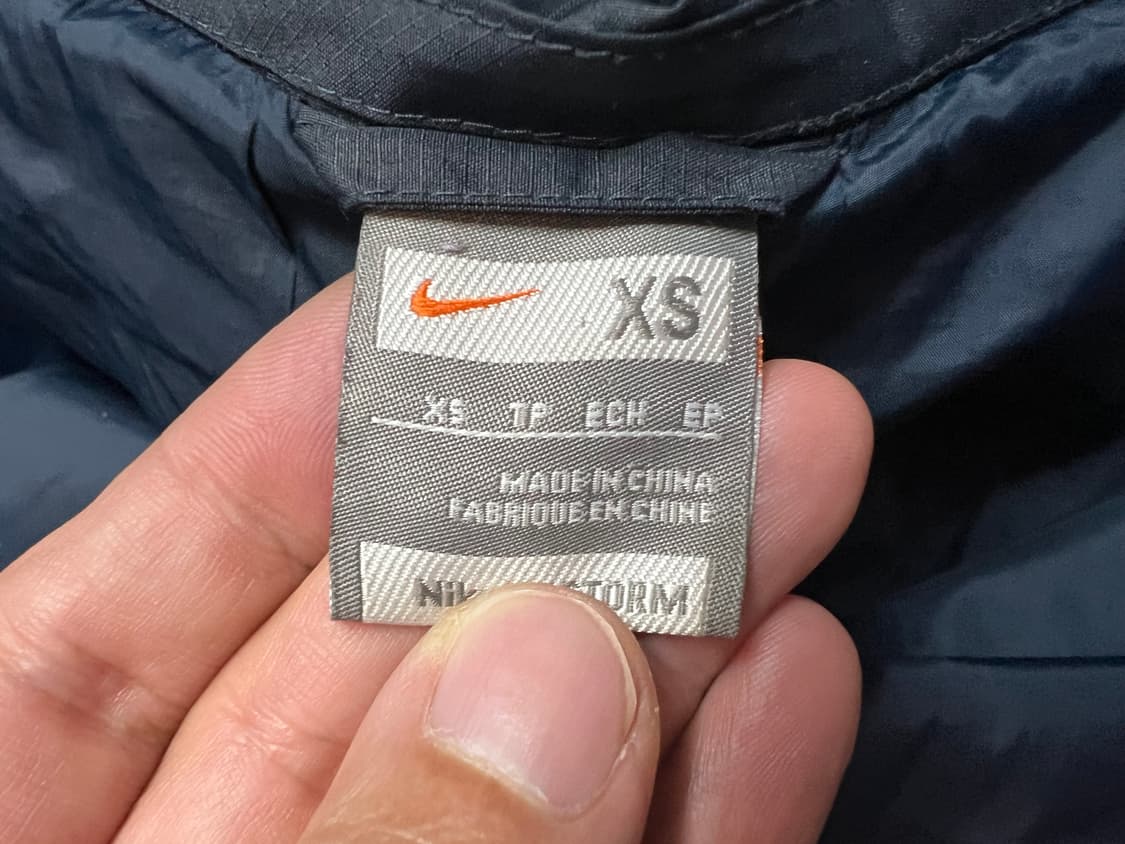 XS
XS TP ECH EP
MADE IN CHINA
FABRIQUE EN CHINE